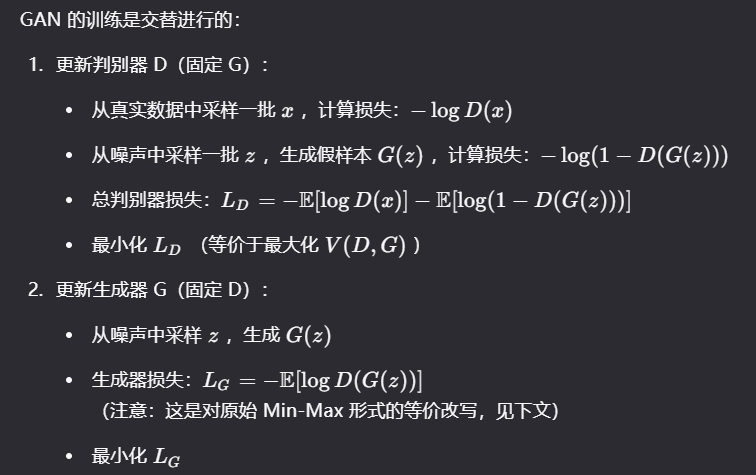 GAN 的训练是交替进行的：
1. 更新判别器 D（固定 G）：
• 从真实数据中采样一批 x ，计算损失：− log D(x)
• 从噪声中采样一批 z ，生成假样本 G(z) ，计算损失：− log(1 − D(G(z)))
• 总判别器损失：L_D = −𝔼[log D(x)] − 𝔼[log(1 − D(G(z)))]
• 最小化 L_D （等价于最大化 V(D, G) ）
2. 更新生成器 G（固定 D）：
• 从噪声中采样 z ，生成 G(z)
• 生成器损失：L_G = −𝔼[log D(G(z))]
（注意：这是对原始 Min-Max 形式的等价改写，见下文）
• 最小化 L_G